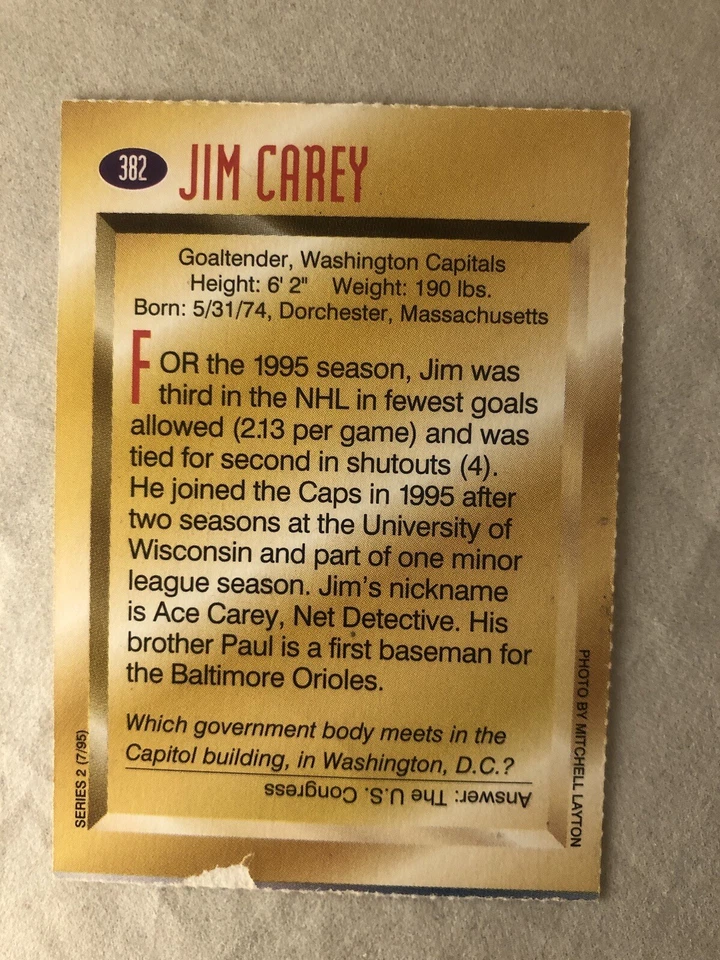 382 JIM CAREY
Goaltender, Washington Capitals
Height: 6' 2" Weight: 190 lbs.
Born: 5/31/74, Dorchester, Massachusetts
FOR the 1995 season, Jim was
third in the NHL in fewest goals
allowed (2.13 per game) and was
tied for second in shutouts (4).
He joined the Caps in 1995 after
two seasons at the University of
Wisconsin and part of one minor
league season. Jim's nickname
is Ace Carey, Net Detective. His
brother Paul is a first baseman for
the Baltimore Orioles.
Which government body meets in the
Capitol building, in Washington, D.C.?
Answer: The U.S. Congress
SERIES 2 (7/95)
PHOTO BY MITCHELL LAYTON